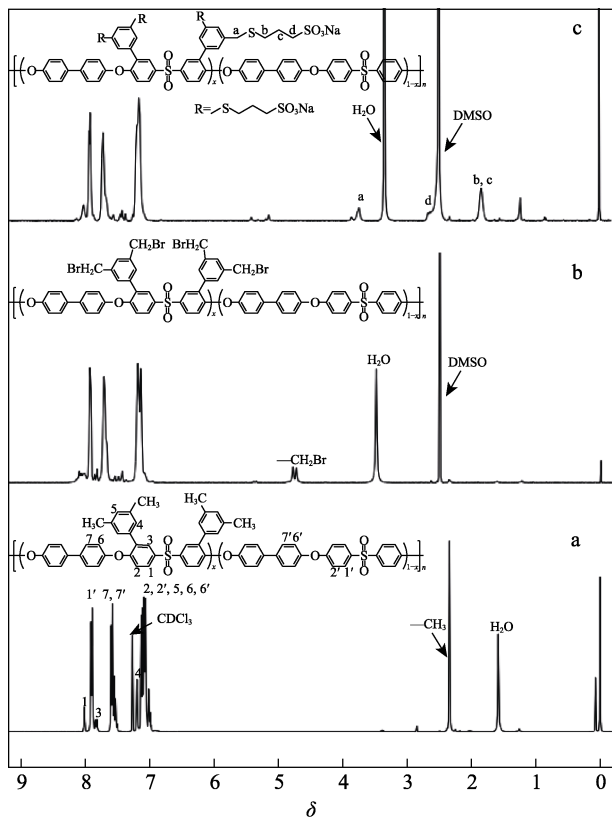 R
R
c
R
R
a
S
b
c
d
SO₃Na
O
O
S
O
O
O
S
O
x
1−x
n
R= S SO₃Na
H₂O
DMSO
a
d
b, c
CH₂Br
BrH₂C
BrH₂C
CH₂Br
b
O
O
S
O
O
O
S
O
x
1−x
n
H₂O
DMSO
—CH₂Br
5
CH₃
H₃C
4
H₃C
CH₃
a
7 6
3
7′6′
O
O
S
O
O
O
S
O
2
1
2′ 1′
x
1−x
n
1′
7, 7′
2, 2′, 5, 6, 6′
CDCl₃
—CH₃
H₂O
1
3
4
9 8 7 6 5 4 3 2 1 0
δ